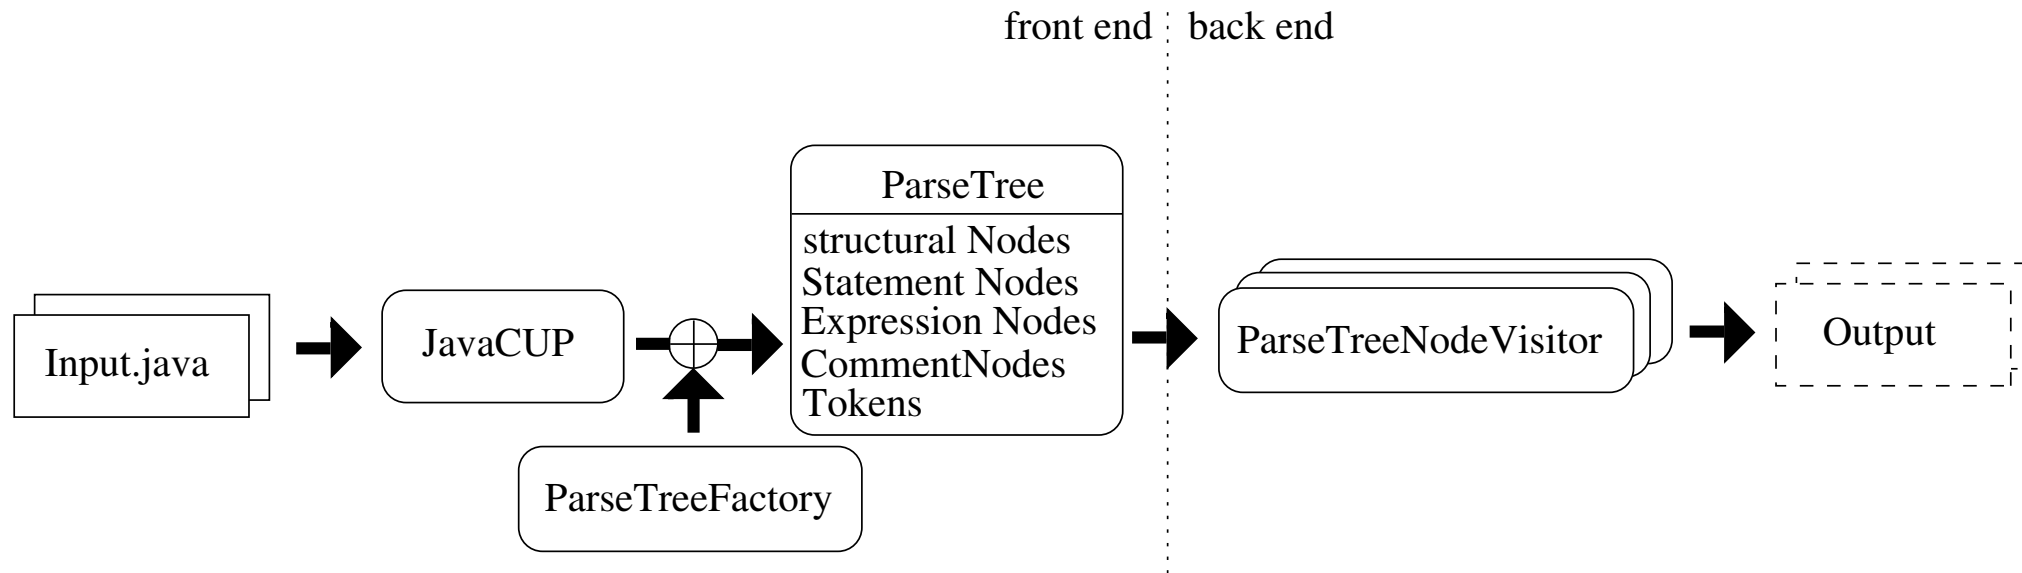 front end
back end
ParseTree
structural Nodes
Statement Nodes
Expression Nodes
CommentNodes
Tokens
Input.java
JavaCUP
ParseTreeNodeVisitor
Output
ParseTreeFactory